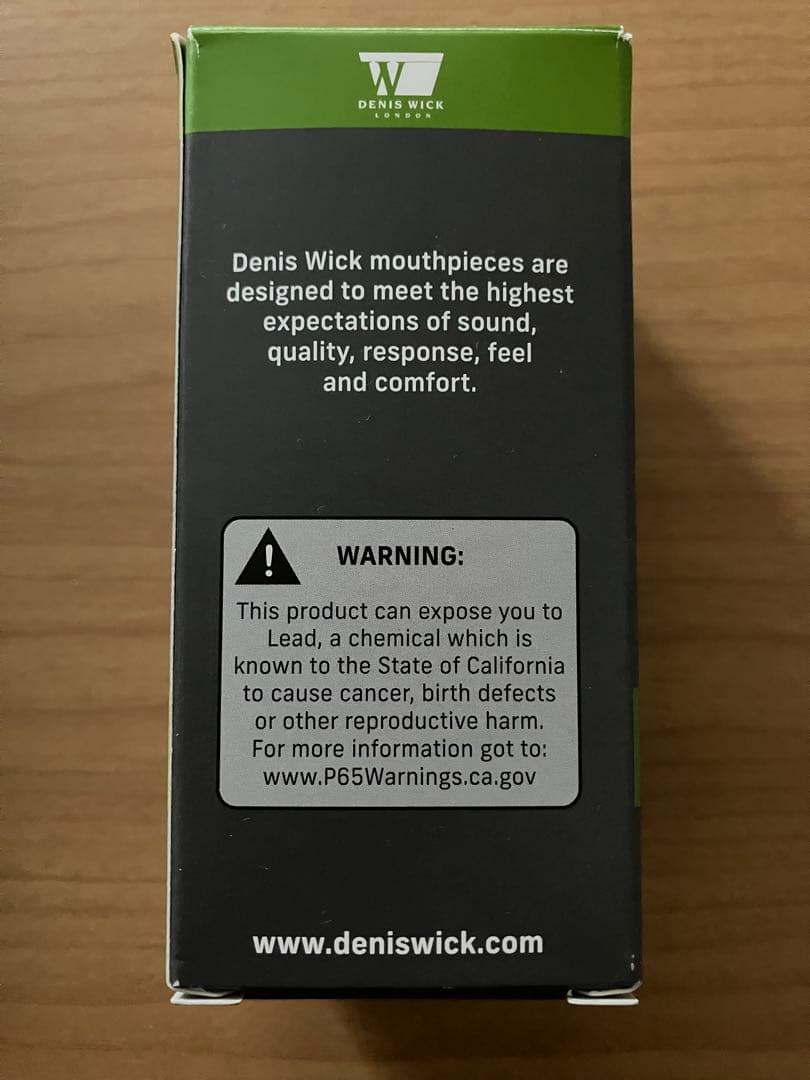 W
DENIS WICK
LONDON
Denis Wick mouthpieces are
designed to meet the highest
expectations of sound,
quality, response, feel
and comfort.
WARNING:
This product can expose you to
Lead, a chemical which is
known to the State of California
to cause cancer, birth defects
or other reproductive harm.
For more information got to:
www.P65Warnings.ca.gov
www.deniswick.com